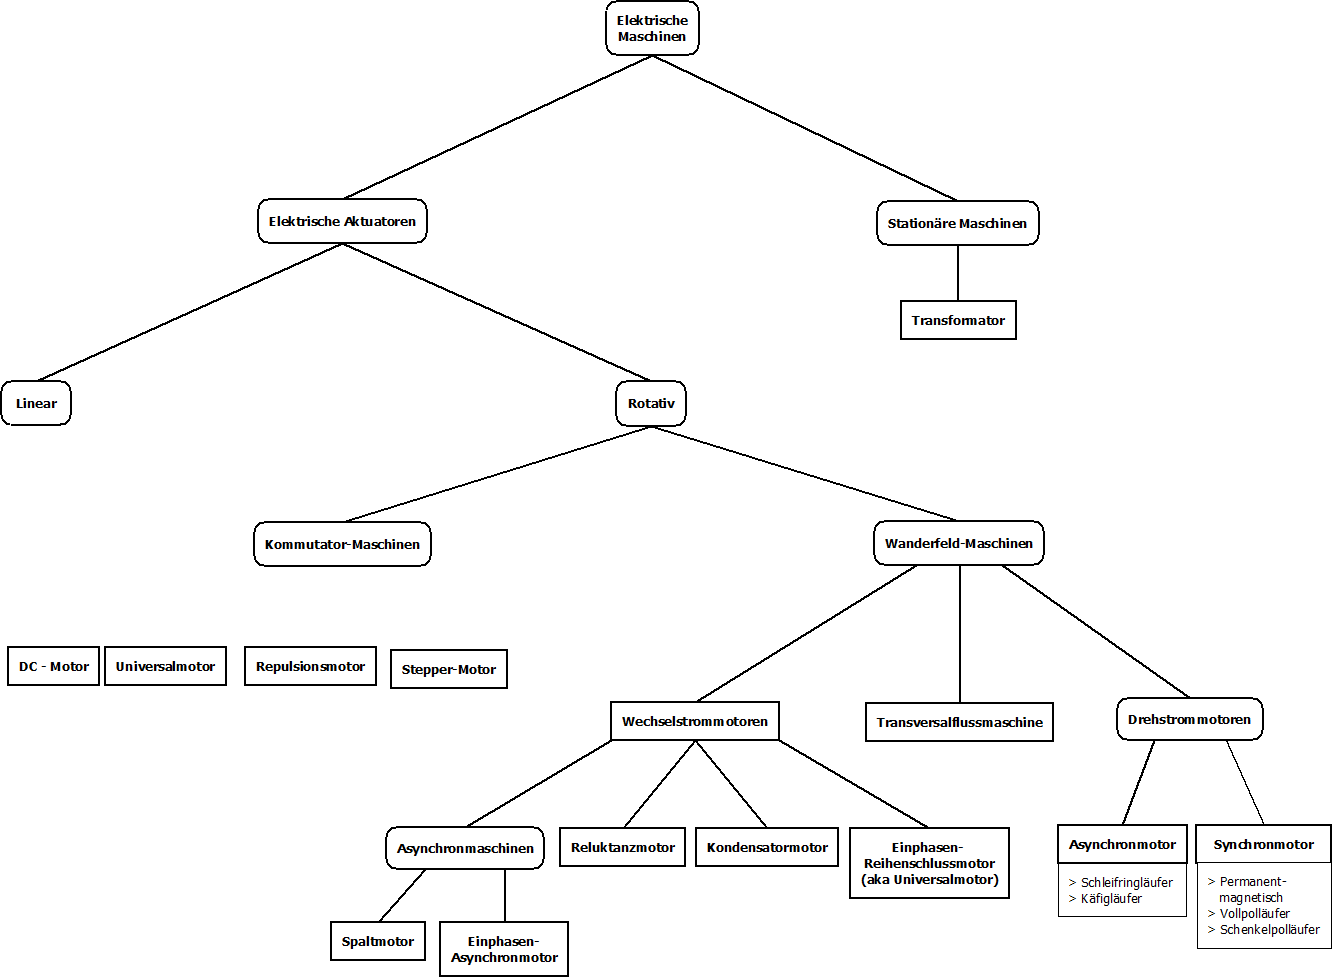 Elektrische
Maschinen
Elektrische Aktuatoren
Stationäre Maschinen
Transformator
Linear
Rotativ
Kommutator-Maschinen
Wanderfeld-Maschinen
DC - Motor
Universalmotor
Repulsionsmotor
Stepper-Motor
Wechselstrommotoren
Transversalflussmaschine
Drehstrommotoren
Asynchronmaschinen
Reluktanzmotor
Kondensatormotor
Einphasen-
Reihenschlussmotor
(aka Universalmotor)
Asynchronmotor
> Schleifringläufer
> Käfigläufer
Synchronmotor
> Permanent-
magnetisch
> Vollpolläufer
> Schenkelpolläufer
Spaltmotor
Einphasen-
Asynchronmotor